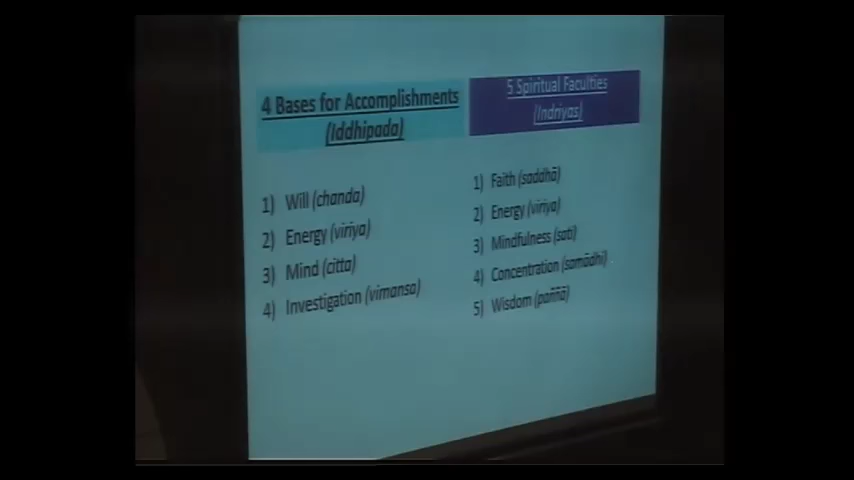 4 Bases for Accomplishments
(Iddhipada)
1) Will (chanda)
2) Energy (viriya)
3) Mind (citta)
4) Investigation (vimansa)
5 Spiritual Faculties
(Indriyas)
1) Faith (saddhā)
2) Energy (viriya)
3) Mindfulness (sati)
4) Concentration (samādhi)
5) Wisdom (paññā)